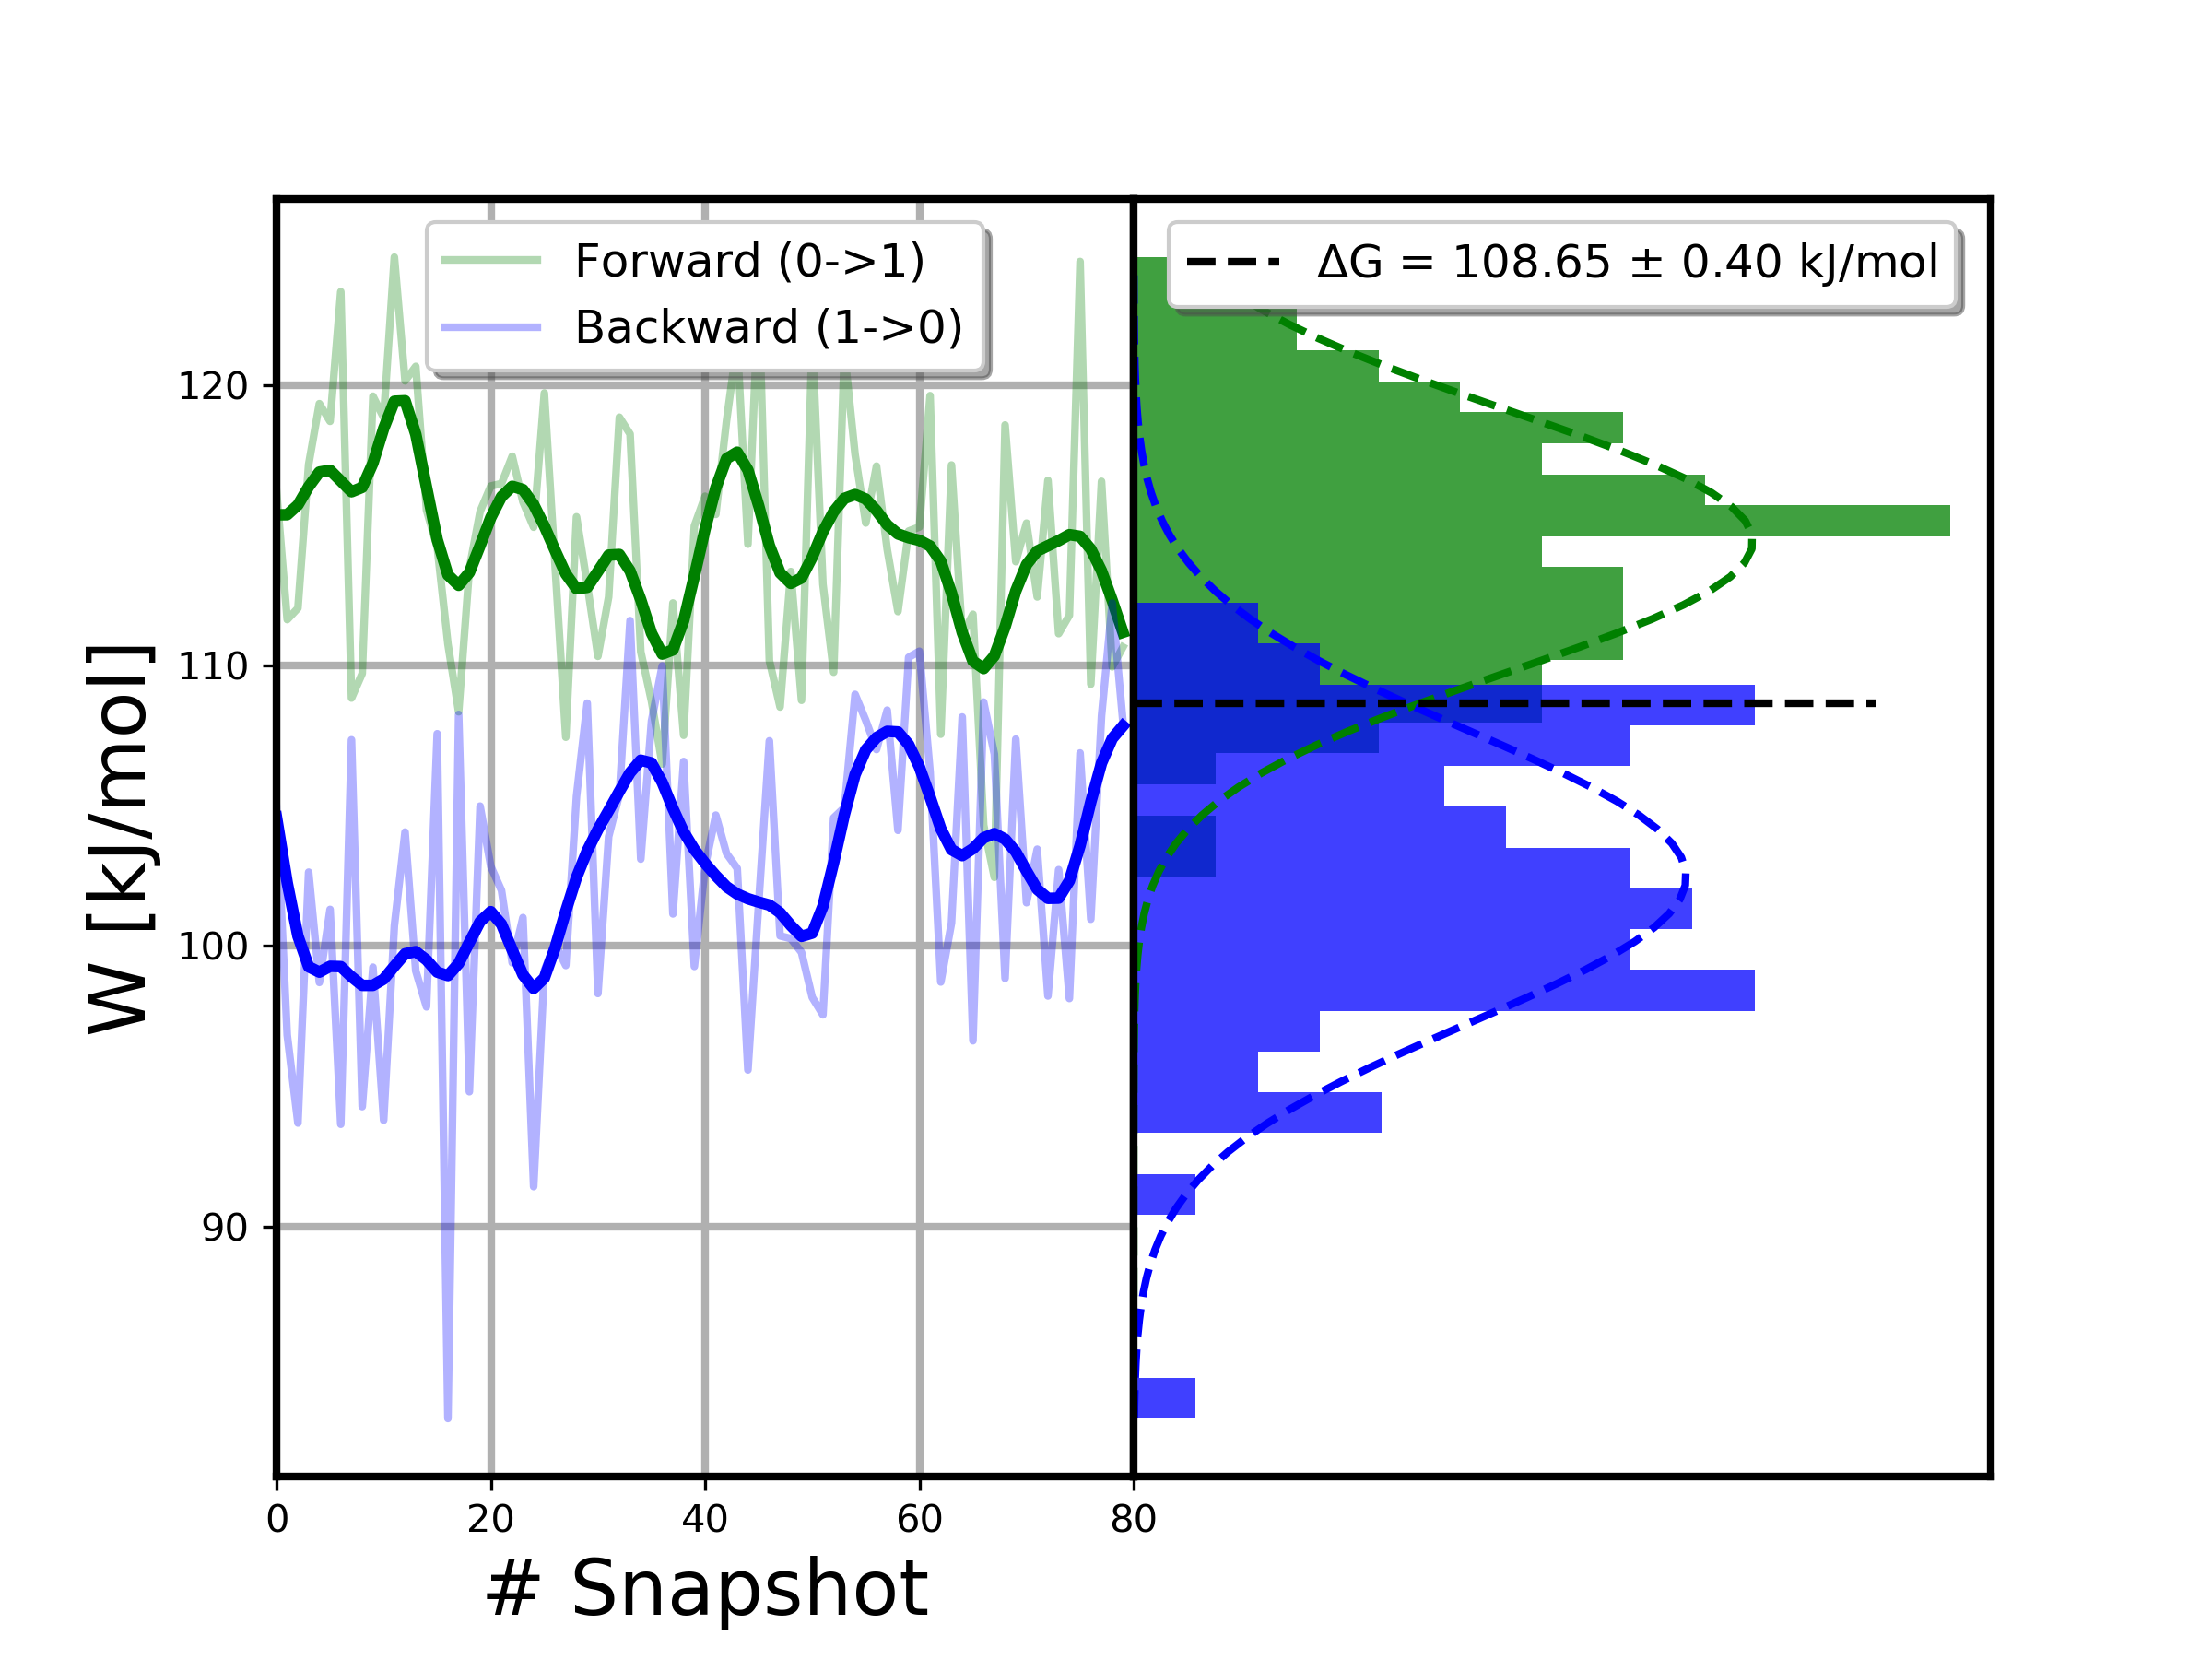 Forward (0->1)
Backward (1->0)
ΔG = 108.65 ± 0.40 kJ/mol
120
110
100
90
W [kJ/mol]
0 20 40 60 80
# Snapshot